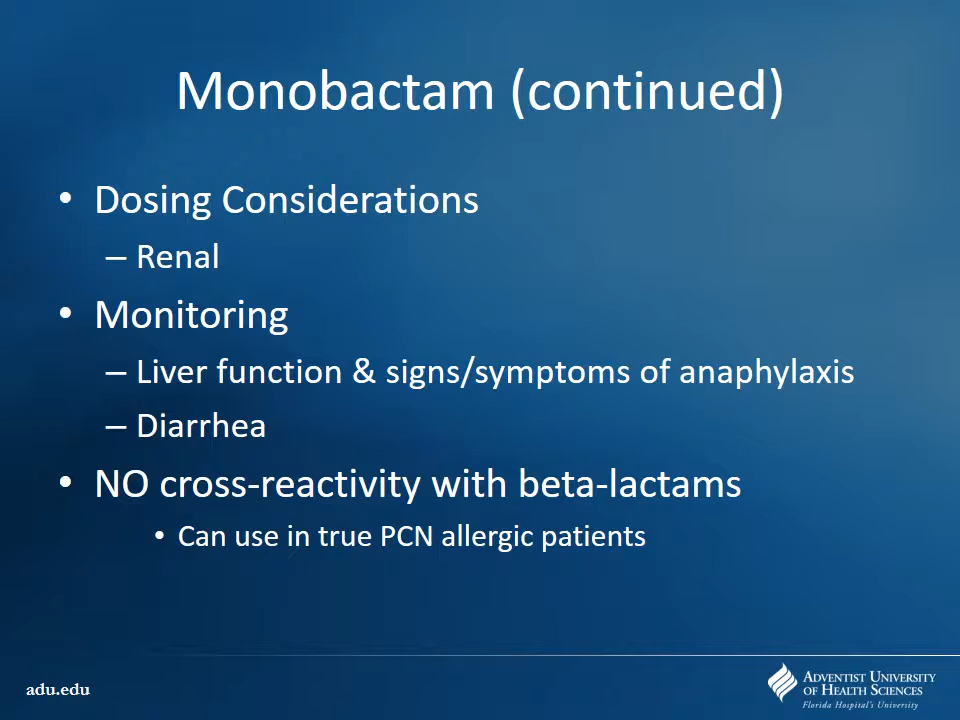 Monobactam (continued)
• Dosing Considerations
– Renal
• Monitoring
– Liver function & signs/symptoms of anaphylaxis
– Diarrhea
• NO cross-reactivity with beta-lactams
• Can use in true PCN allergic patients
adu.edu
ADVENTIST UNIVERSITY
OF HEALTH SCIENCES
Florida Hospital's University